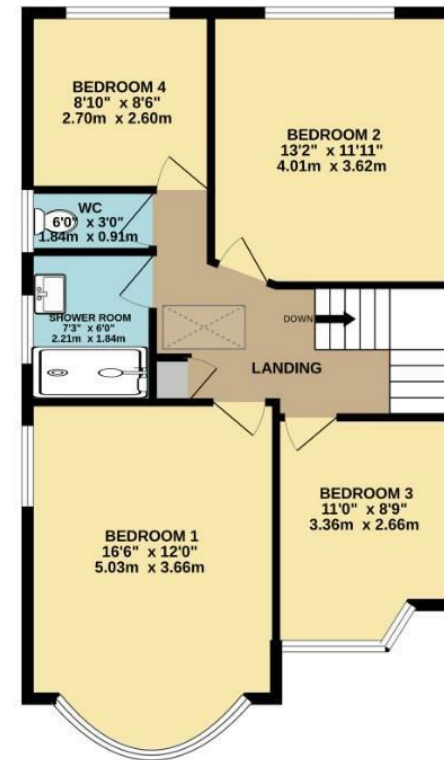 BEDROOM 4
8'10" x 8'6"
2.70m x 2.60m
BEDROOM 2
13'2" x 11'11"
4.01m x 3.62m
WC
6'0" x 3'0"
1.84m x 0.91m
SHOWER ROOM
7'3" x 6'0"
2.21m x 1.84m
DOWN
LANDING
BEDROOM 1
16'6" x 12'0"
5.03m x 3.66m
BEDROOM 3
11'0" x 8'9"
3.36m x 2.66m